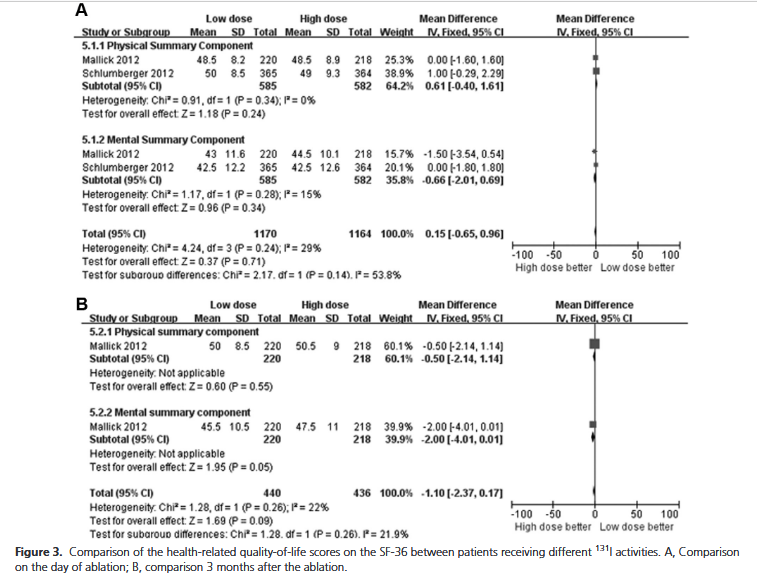 A
Low dose High dose Mean Difference Mean Difference
Study or Subgroup Mean SD Total Mean SD Total Weight IV, Fixed, 95% CI IV, Fixed, 95% CI
5.1.1 Physical Summary Component
Mallick 2012 48.5 8.2 220 48.5 8.9 218 25.3% 0.00 [-1.60, 1.60]
Schlumberger 2012 50 8.5 365 49 9.3 364 38.9% 1.00 [-0.29, 2.29]
Subtotal (95% CI) 585 582 64.2% 0.61 [-0.40, 1.61]
Heterogeneity: Chi² = 0.91, df = 1 (P = 0.34); I² = 0%
Test for overall effect: Z = 1.18 (P = 0.24)
5.1.2 Mental Summary Component
Mallick 2012 43 11.6 220 44.5 10.1 218 15.7% -1.50 [-3.54, 0.54]
Schlumberger 2012 42.5 12.2 365 42.5 12.6 364 20.1% 0.00 [-1.80, 1.80]
Subtotal (95% CI) 585 582 35.8% -0.66 [-2.01, 0.69]
Heterogeneity: Chi² = 1.17, df = 1 (P = 0.28); I² = 15%
Test for overall effect: Z = 0.96 (P = 0.34)
Total (95% CI) 1170 1164 100.0% 0.15 [-0.65, 0.96]
Heterogeneity: Chi² = 4.24, df = 3 (P = 0.24); I² = 29%
Test for overall effect: Z = 0.37 (P = 0.71)
Test for subgroup differences: Chi² = 2.17, df = 1 (P = 0.14), I² = 53.8%
-100 -50 0 50 100
High dose better Low dose better
B
Low dose High dose Mean Difference Mean Difference
Study or Subgroup Mean SD Total Mean SD Total Weight IV, Fixed, 95% CI IV, Fixed, 95% CI
5.2.1 Physical summary component
Mallick 2012 50 8.5 220 50.5 9 218 60.1% -0.50 [-2.14, 1.14]
Subtotal (95% CI) 220 218 60.1% -0.50 [-2.14, 1.14]
Heterogeneity: Not applicable
Test for overall effect: Z = 0.60 (P = 0.55)
5.2.2 Mental summary component
Mallick 2012 45.5 10.5 220 47.5 11 218 39.9% -2.00 [-4.01, 0.01]
Subtotal (95% CI) 220 218 39.9% -2.00 [-4.01, 0.01]
Heterogeneity: Not applicable
Test for overall effect: Z = 1.95 (P = 0.05)
Total (95% CI) 440 436 100.0% -1.10 [-2.37, 0.17]
Heterogeneity: Chi² = 1.28, df = 1 (P = 0.26); I² = 22%
Test for overall effect: Z = 1.69 (P = 0.09)
Test for subgroup differences: Chi² = 1.28, df = 1 (P = 0.26), I² = 21.9%
-100 -50 0 50 100
High dose better Low dose better
Figure 3. Comparison of the health-related quality-of-life scores on the SF-36 between patients receiving different ¹³¹I activities. A, Comparison
on the day of ablation; B, comparison 3 months after the ablation.